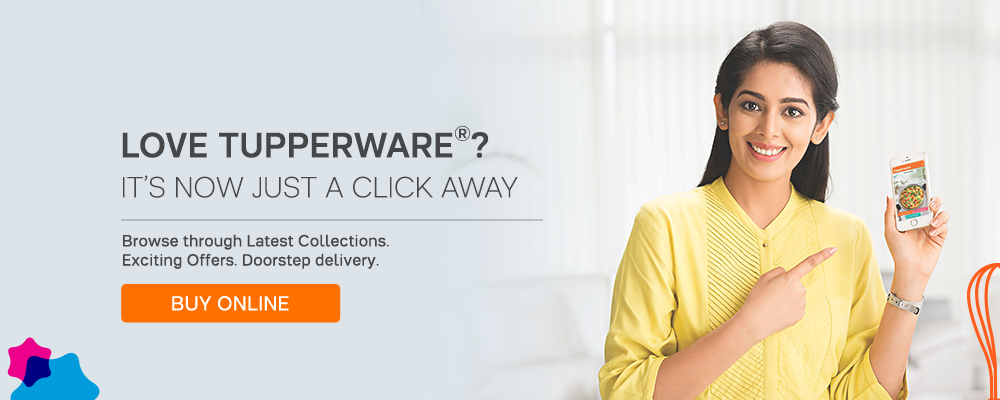 LOVE TUPPERWARE®?
IT'S NOW JUST A CLICK AWAY
Browse through Latest Collections.
Exciting Offers. Doorstep delivery.
BUY ONLINE